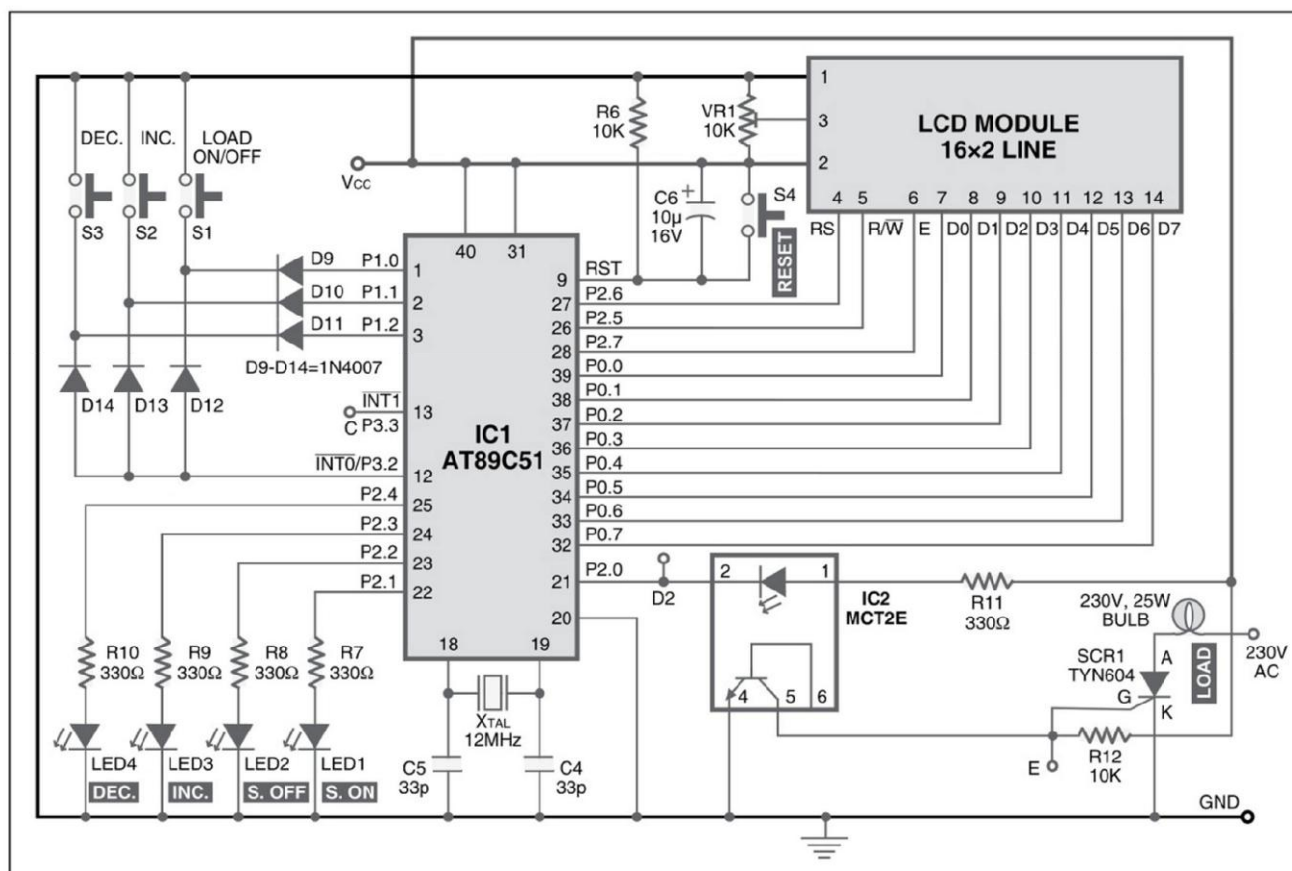 DEC.
INC.
LOAD
ON/OFF
S3
S2
S1
VCC
R6
10K
VR1
10K
1
3
2
LCD MODULE
16×2 LINE
4
5
6
7
8
9
10
11
12
13
14
RS
R/W̅
E
D0
D1
D2
D3
D4
D5
D6
D7
C6
10µ
16V
+
S4
RESET
40
31
D9
P1.0
1
D10
P1.1
2
D11
P1.2
3
D9-D14=1N4007
D14
D13
D12
INT1
P3.3
C
13
INT0/P3.2
12
P2.4
25
P2.3
24
P2.2
23
P2.1
22
IC1
AT89C51
RST
9
P2.6
27
P2.5
26
P2.7
28
P0.0
39
P0.1
38
P0.2
37
P0.3
36
P0.4
35
P0.5
34
P0.6
33
P0.7
32
P2.0
21
20
18
19
D2
2
1
IC2
MCT2E
4
5
6
R11
330Ω
230V, 25W
BULB
LOAD
230V
AC
SCR1
TYN604
A
G
K
R12
10K
E
R10
330Ω
R9
330Ω
R8
330Ω
R7
330Ω
LED4
LED3
LED2
LED1
DEC.
INC.
S. OFF
S. ON
XTAL
12MHz
C5
33p
C4
33p
GND